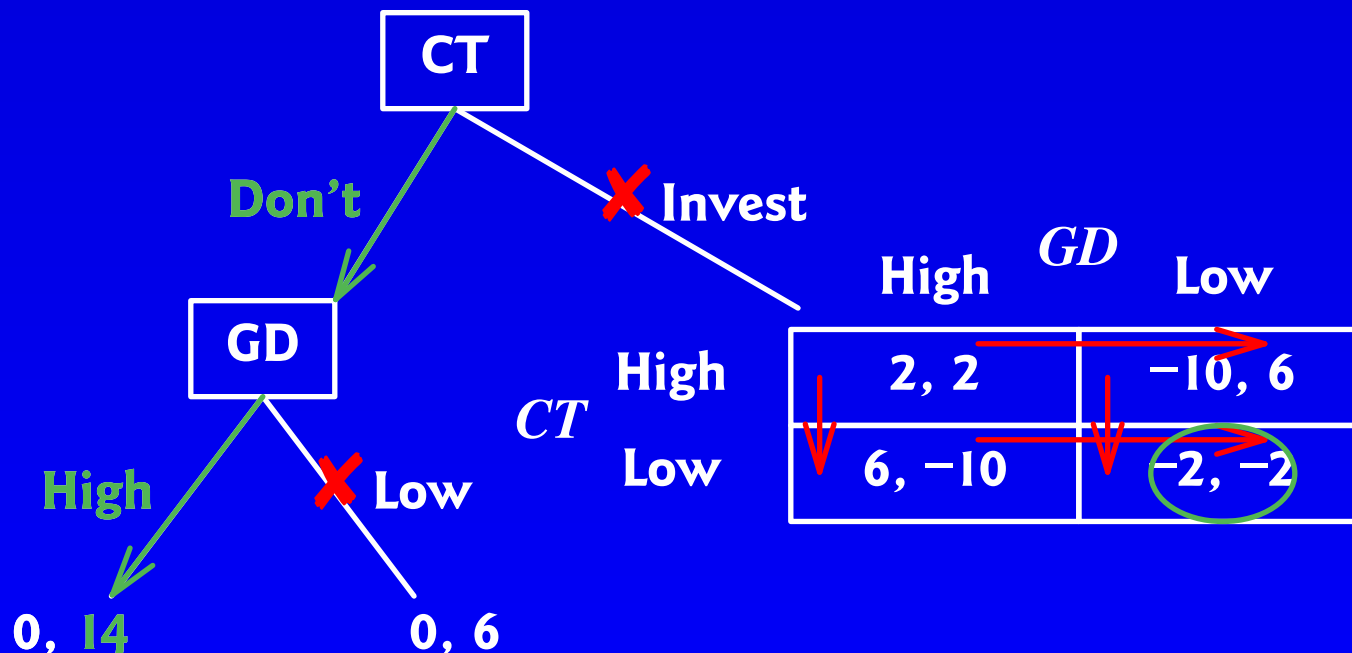 CT
Don't
Invest
GD
High Low
GD
High 2, 2 –10, 6
CT
Low 6, –10 –2, –2
High
Low
0, 14
0, 6